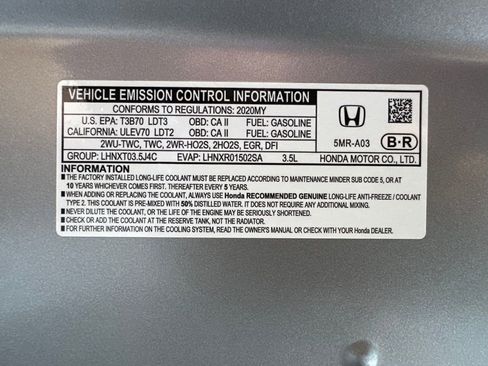 VEHICLE EMISSION CONTROL INFORMATION
CONFORMS TO REGULATIONS: 2020MY
U.S. EPA: T3B70 LDT3 OBD: CA II FUEL: GASOLINE
CALIFORNIA: ULEV70 LDT2 OBD: CA II FUEL: GASOLINE
2WU-TWC, TWC, 2WR-HO2S, 2HO2S, EGR, DFI
GROUP: LHNXT03.5J4C EVAP: LHNXR01502SA 3.5L
HONDA
5MR-A03 B-R
HONDA MOTOR CO., LTD.
INFORMATION
■ THE FACTORY INSTALLED LONG-LIFE COOLANT MUST BE REPLACED ACCORDING TO MAINTENANCE MINDER SUB CODE 5, OR AT
10 YEARS WHICHEVER COMES FIRST, THEREAFTER EVERY 5 YEARS.
■ WHEN ADDING OR REPLACING THE COOLANT, ALWAYS USE Honda RECOMMENDED GENUINE LONG-LIFE ANTI-FREEZE / COOLANT
TYPE 2. THIS COOLANT IS PRE-MIXED WITH 50% DISTILLED WATER. IT DOES NOT REQUIRE ANY ADDITIONAL MIXING.
■ NEVER DILUTE THE COOLANT, OR THE LIFE OF THE ENGINE MAY BE SERIOUSLY SHORTENED.
■ CHECK OR ADD THE COOLANT AT THE RESERVE TANK, NOT THE RADIATOR.
■ FOR FURTHER INFORMATION ON THE COOLING SYSTEM, READ THE OWNER'S MANUAL OR CHECK WITH YOUR Honda DEALER.